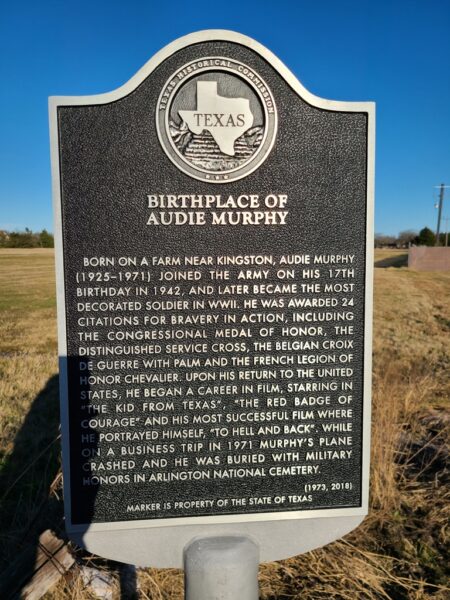 TEXAS HISTORICAL COMMISSION
TEXAS
BIRTHPLACE OF
AUDIE MURPHY
BORN ON A FARM NEAR KINGSTON, AUDIE MURPHY
(1925–1971) JOINED THE ARMY ON HIS 17TH
BIRTHDAY IN 1942, AND LATER BECAME THE MOST
DECORATED SOLDIER IN WWII. HE WAS AWARDED 24
CITATIONS FOR BRAVERY IN ACTION, INCLUDING
THE CONGRESSIONAL MEDAL OF HONOR, THE
DISTINGUISHED SERVICE CROSS, THE BELGIAN CROIX
DE GUERRE WITH PALM AND THE FRENCH LEGION OF
HONOR CHEVALIER. UPON HIS RETURN TO THE UNITED
STATES, HE BEGAN A CAREER IN FILM, STARRING IN
"THE KID FROM TEXAS", "THE RED BADGE OF
COURAGE" AND HIS MOST SUCCESSFUL FILM WHERE
HE PORTRAYED HIMSELF, "TO HELL AND BACK". WHILE
ON A BUSINESS TRIP IN 1971 MURPHY'S PLANE
CRASHED AND HE WAS BURIED WITH MILITARY
HONORS IN ARLINGTON NATIONAL CEMETERY.
(1973, 2018)
MARKER IS PROPERTY OF THE STATE OF TEXAS